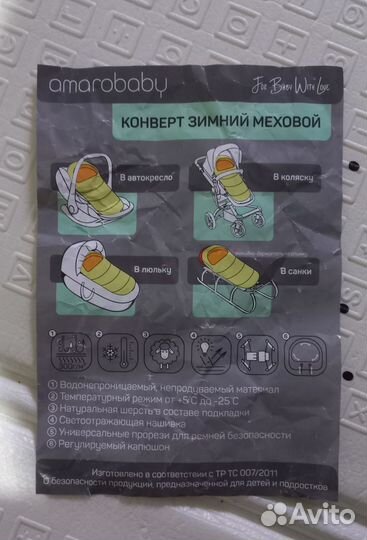 amarobaby
For Baby With Love
КОНВЕРТ ЗИМНИЙ МЕХОВОЙ
В автокресло
В коляску
В люльку
В санки
1 2 3 4 5 6
300г/м²
① Водонепроницаемый, непродуваемый материал
② Температурный режим от +5°С до -25°С
③ Натуральная шерсть в составе подкладки
④ Светоотражающая нашивка
⑤ Универсальные прорези для ремней безопасности
⑥ Регулируемый капюшон
Изготовлено в соответствии с ТР ТС 007/2011
О безопасности продукции, предназначенной для детей и подростков
Avito